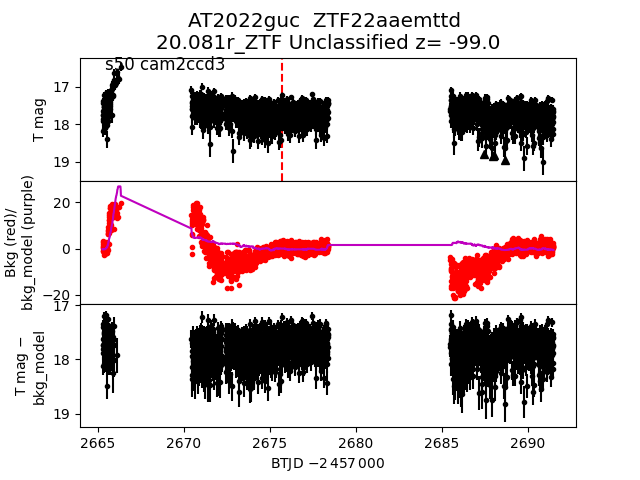 AT2022guc  ZTF22aaemttd
20.081r_ZTF Unclassified z= -99.0
s50 cam2ccd3
T mag
17
18
19
Bkg (red)/
bkg_model (purple)
20
0
−20
T mag −
bkg_model
17
18
19
2665 2670 2675 2680 2685 2690
BTJD −2 457 000